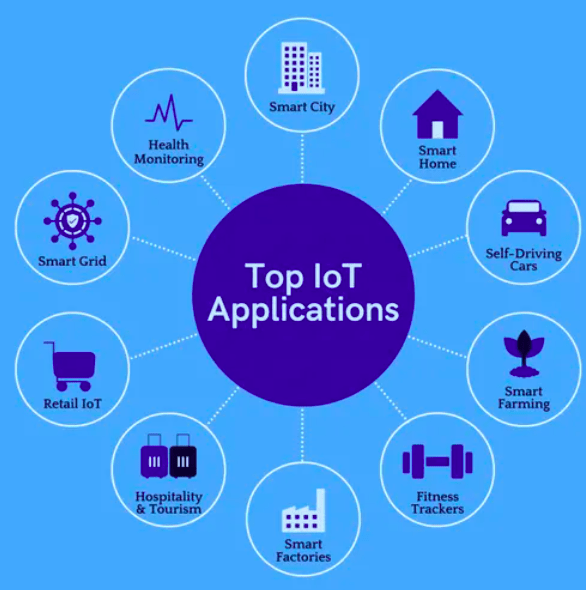 Top IoT
Applications
Smart City
Smart
Home
Self-Driving
Cars
Smart
Farming
Fitness
Trackers
Smart
Factories
Hospitality
& Tourism
Retail IoT
Smart Grid
Health
Monitoring